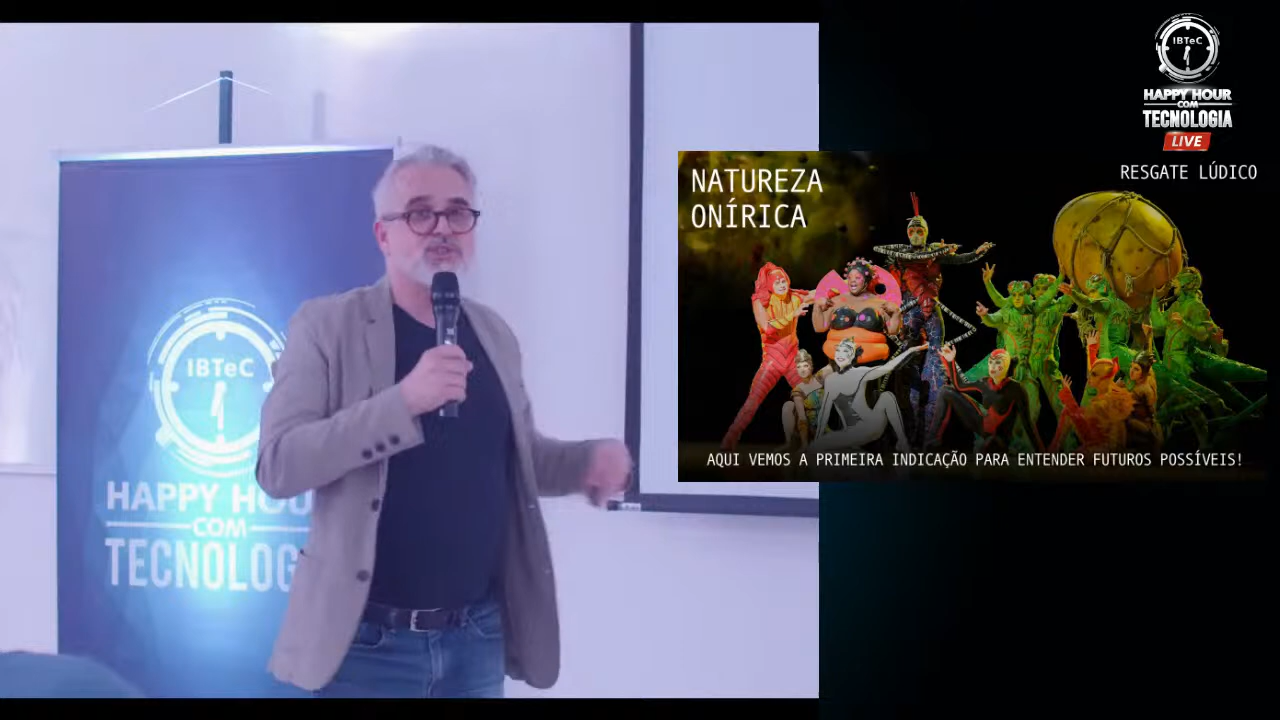 IBTeC
HAPPY HOU
COM
TECNOLOG
IBTeC
HAPPY HOUR
COM
TECNOLOGIA
LIVE
RESGATE LÚDICO
NATUREZA
ONÍRICA
AQUI VEMOS A PRIMEIRA INDICAÇÃO PARA ENTENDER FUTUROS POSSÍVEIS!